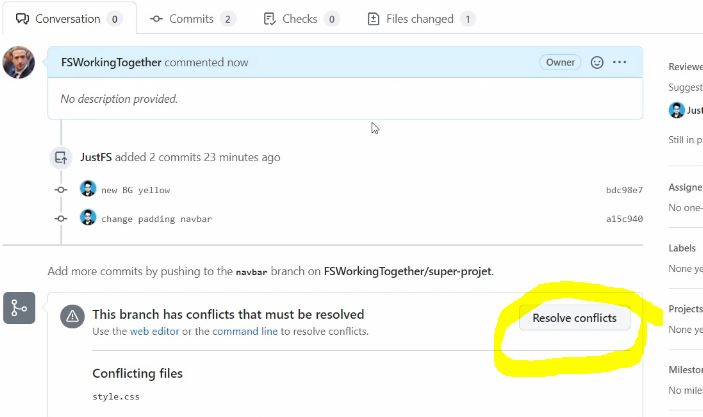 Conversation 0 Commits 2 Checks 0 Files changed 1
FSWorkingTogether commented now Owner
No description provided.
JustFS added 2 commits 23 minutes ago
new BG yellow bdc98e7
change padding navbar a15c940
Add more commits by pushing to the navbar branch on FSWorkingTogether/super-projet.
This branch has conflicts that must be resolved
Use the web editor or the command line to resolve conflicts.
Resolve conflicts
Conflicting files
style.css
Reviewe
Suggest
Just
Still in p
Assigne
No one-
Labels
None ye
Projects
None ye
Milesto
No mile